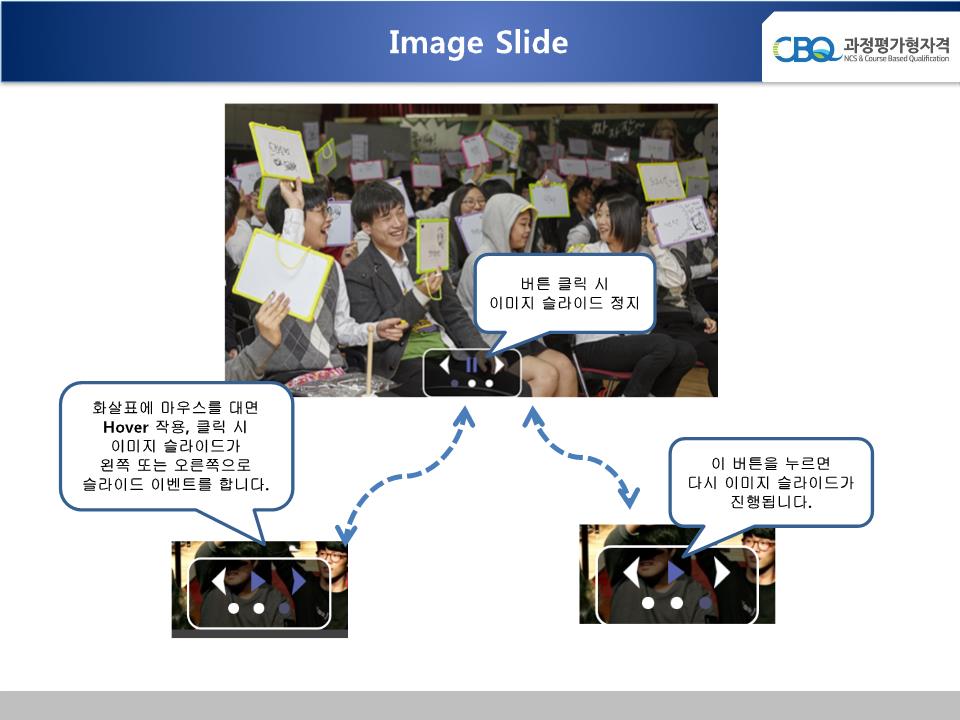 Image Slide
CBQ 과정평가형자격
NCS & Course Based Qualification
버튼 클릭 시
이미지 슬라이드 정지
화살표에 마우스를 대면
Hover 작용, 클릭 시
이미지 슬라이드가
왼쪽 또는 오른쪽으로
슬라이드 이벤트를 합니다.
이 버튼을 누르면
다시 이미지 슬라이드가
진행됩니다.